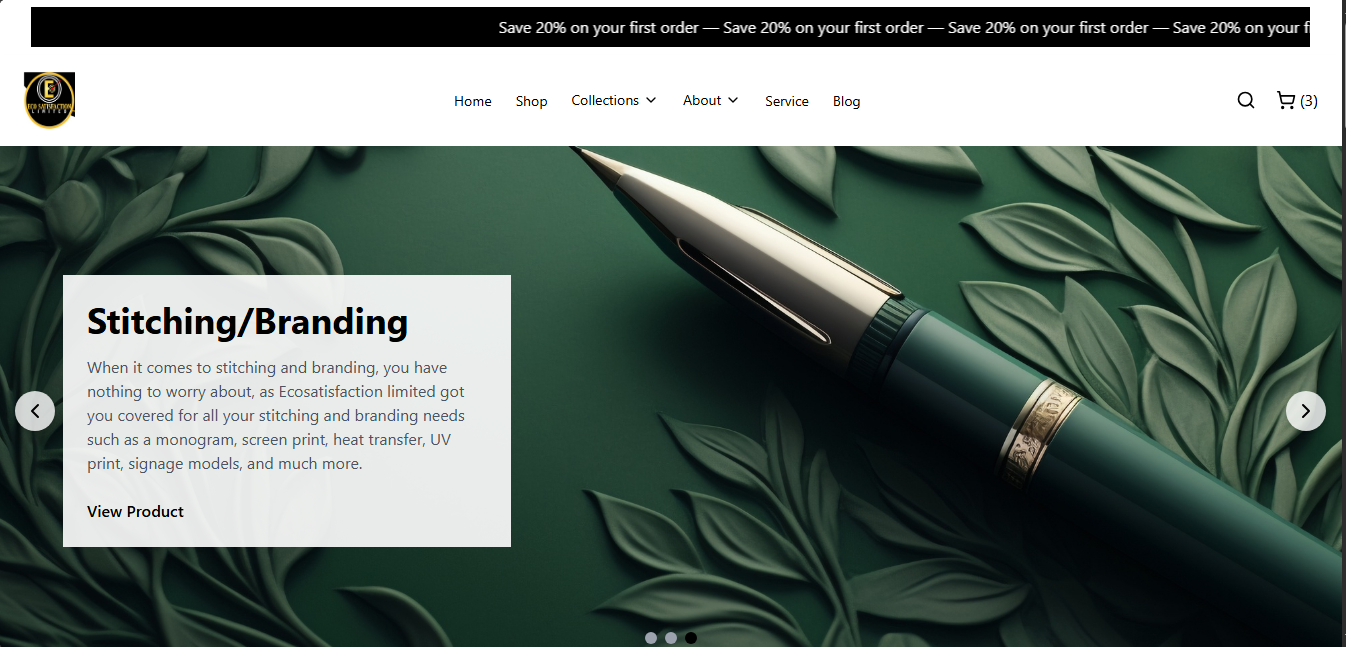 Save 20% on your first order — Save 20% on your first order — Save 20% on your first order — Save 20% on your f
E
ECO SATISFACTION
LIMITED
Home Shop Collections About Service Blog (3)
Stitching/Branding
When it comes to stitching and branding, you have
nothing to worry about, as Ecosatisfaction limited got
you covered for all your stitching and branding needs
such as a monogram, screen print, heat transfer, UV
print, signage models, and much more.
View Product